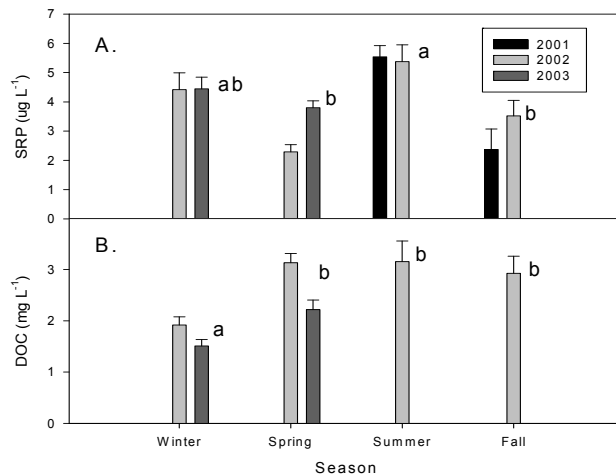 7
6
5
4
3
2
1
0
SRP (ug L-1)
A.
ab
b
a
b
2001
2002
2003
3
2
1
0
DOC (mg L-1)
B.
a
b
b
b
Winter Spring Summer Fall
Season